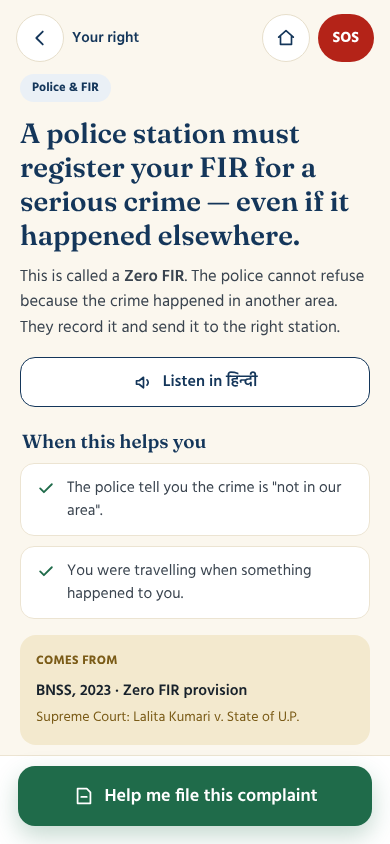 Your right
SOS
Police & FIR
A police station must
register your FIR for a
serious crime — even if it
happened elsewhere.
This is called a Zero FIR. The police cannot refuse
because the crime happened in another area.
They record it and send it to the right station.
Listen in हिन्दी
When this helps you
The police tell you the crime is "not in our
area".
You were travelling when something
happened to you.
COMES FROM
BNSS, 2023 · Zero FIR provision
Supreme Court: Lalita Kumari v. State of U.P.
Help me file this complaint